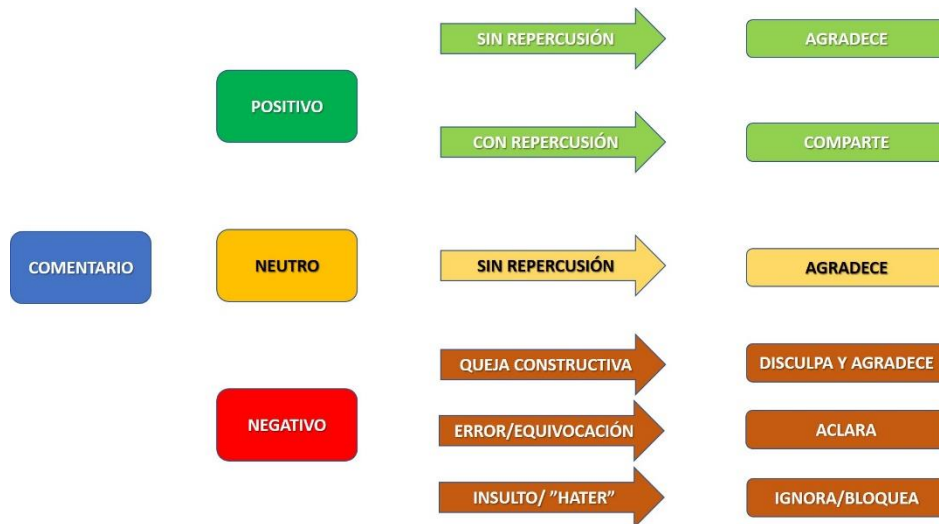 SIN REPERCUSIÓN
AGRADECE
POSITIVO
CON REPERCUSIÓN
COMPARTE
COMENTARIO
NEUTRO
SIN REPERCUSIÓN
AGRADECE
QUEJA CONSTRUCTIVA
DISCULPA Y AGRADECE
NEGATIVO
ERROR/EQUIVOCACIÓN
ACLARA
INSULTO/ ”HATER”
IGNORA/BLOQUEA